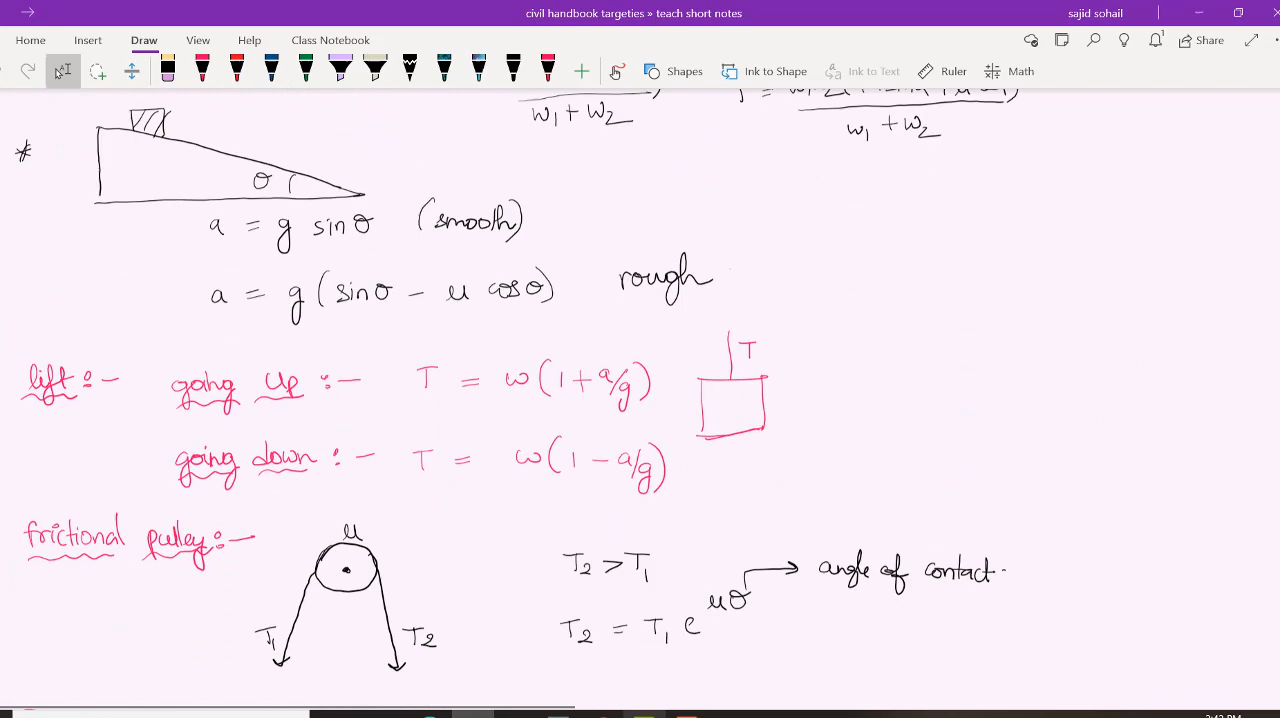 civil handbook targeties » teach short notes
sajid sohail
Home Insert Draw View Help Class Notebook
Share
Shapes Ink to Shape Ink to Text Ruler Math
w₁ + w₂
w₁ + w₂
*
θ
a = g sinθ (smooth)
a = g(sinθ - μ cosθ) rough
lift :- going up :- T = w(1 + a/g)
T
going down :- T = w(1 - a/g)
frictional pulley :-
μ
T₁
T₂
T₂ > T₁
angle of contact.
T₂ = T₁ e^μθ